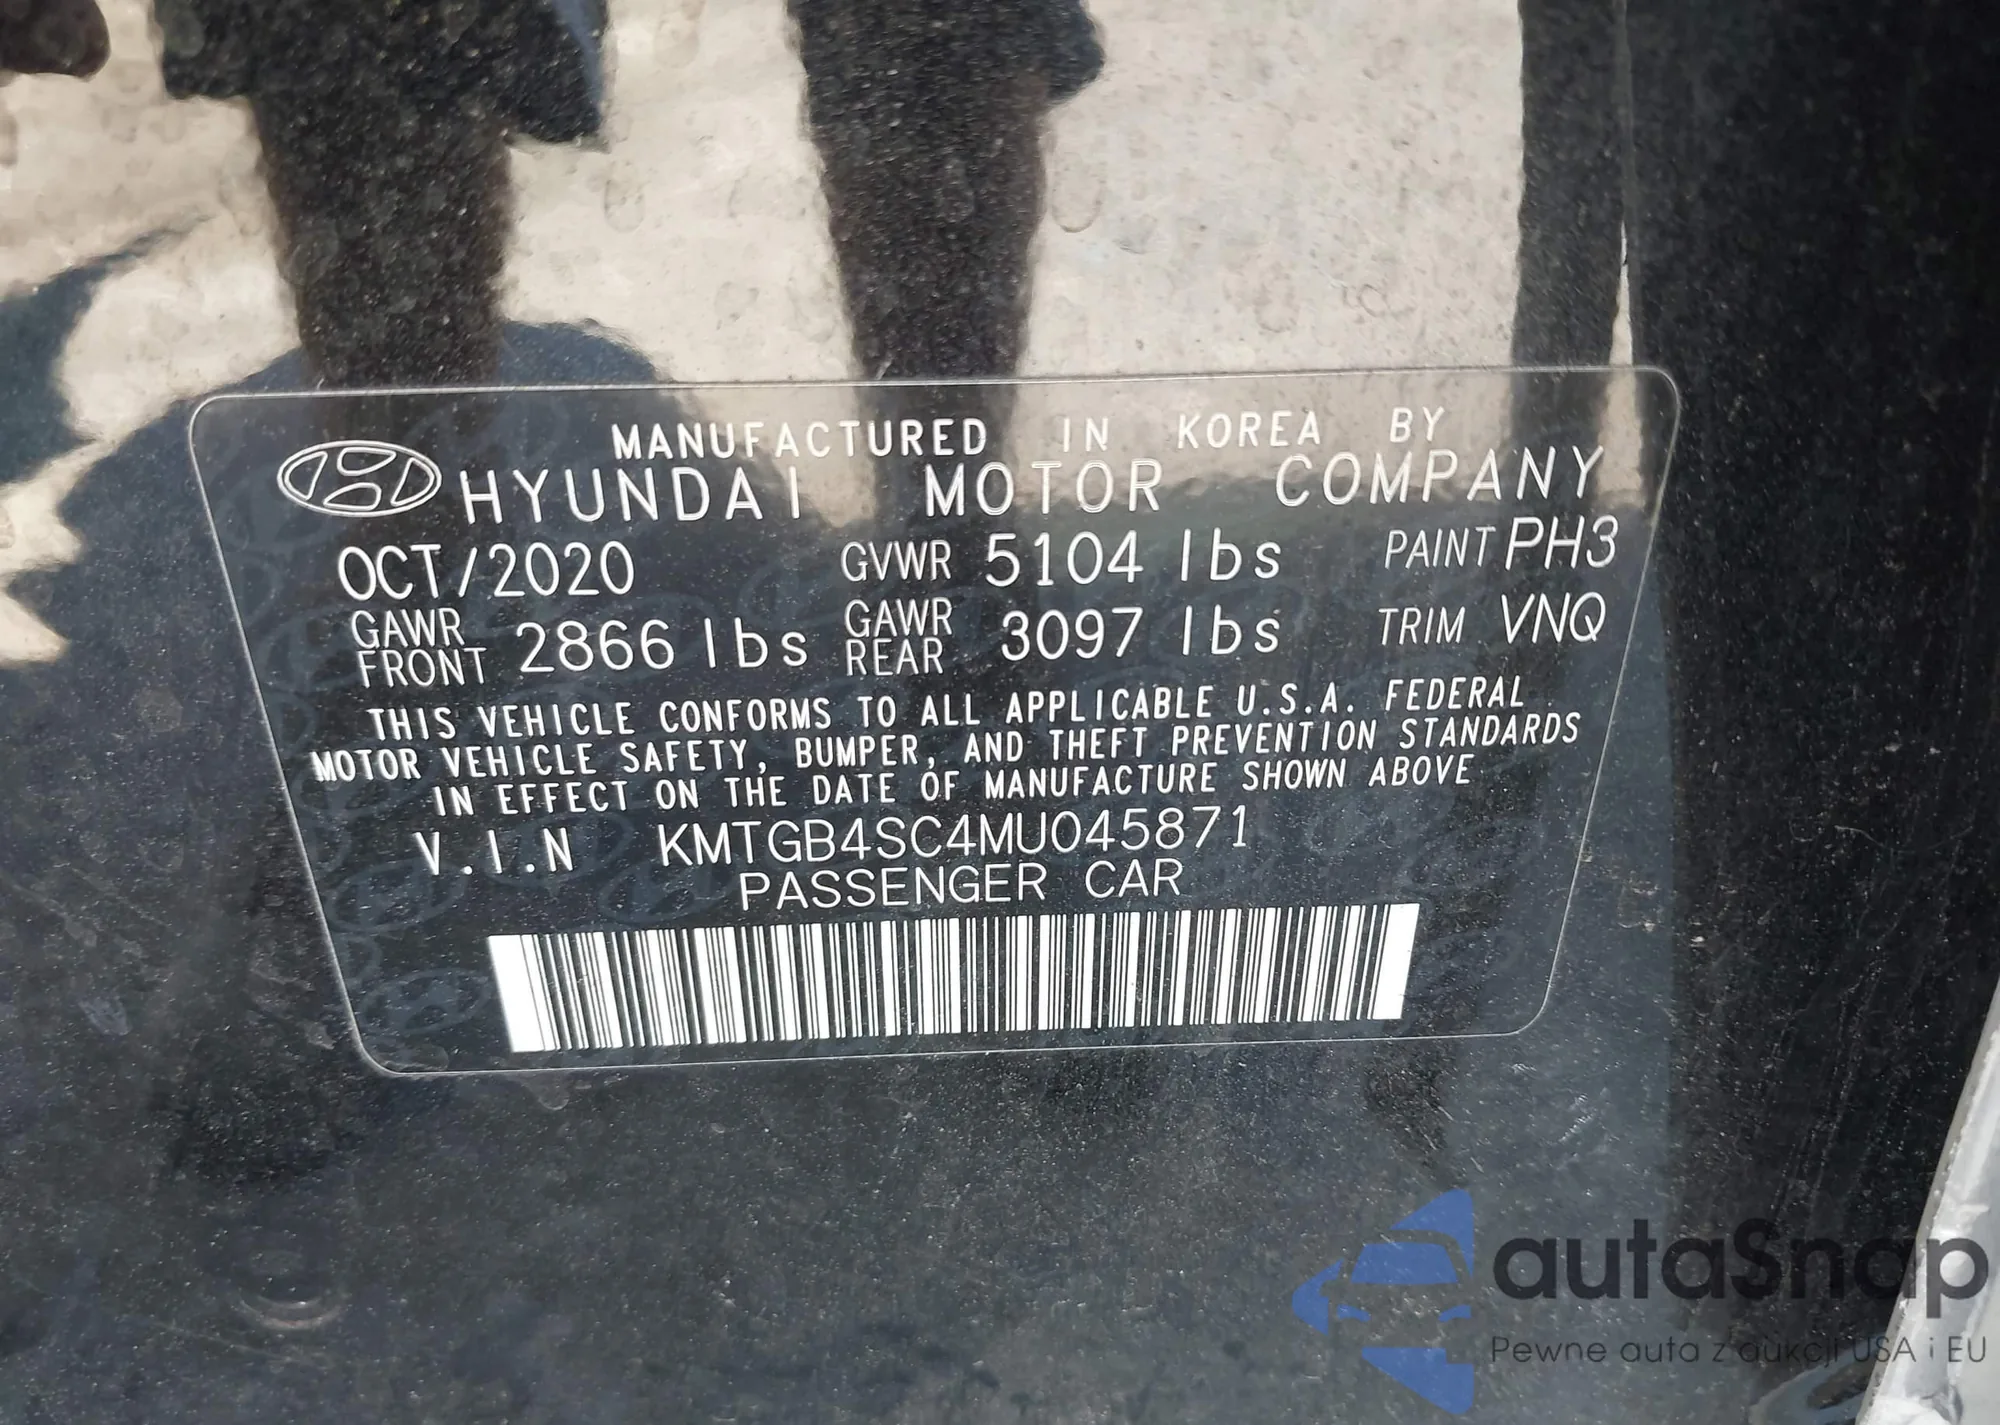 MANUFACTURED IN KOREA BY
HYUNDAI MOTOR COMPANY
OCT/2020 GVWR 5104 lbs PAINT PH3
GAWR FRONT 2866 lbs GAWR REAR 3097 lbs TRIM VNQ
THIS VEHICLE CONFORMS TO ALL APPLICABLE U.S.A. FEDERAL
MOTOR VEHICLE SAFETY, BUMPER, AND THEFT PREVENTION STANDARDS
IN EFFECT ON THE DATE OF MANUFACTURE SHOWN ABOVE
V.I.N KMTGB4SC4MU045871
PASSENGER CAR
autaSnap
Pewne auta z aukcji USA i EU